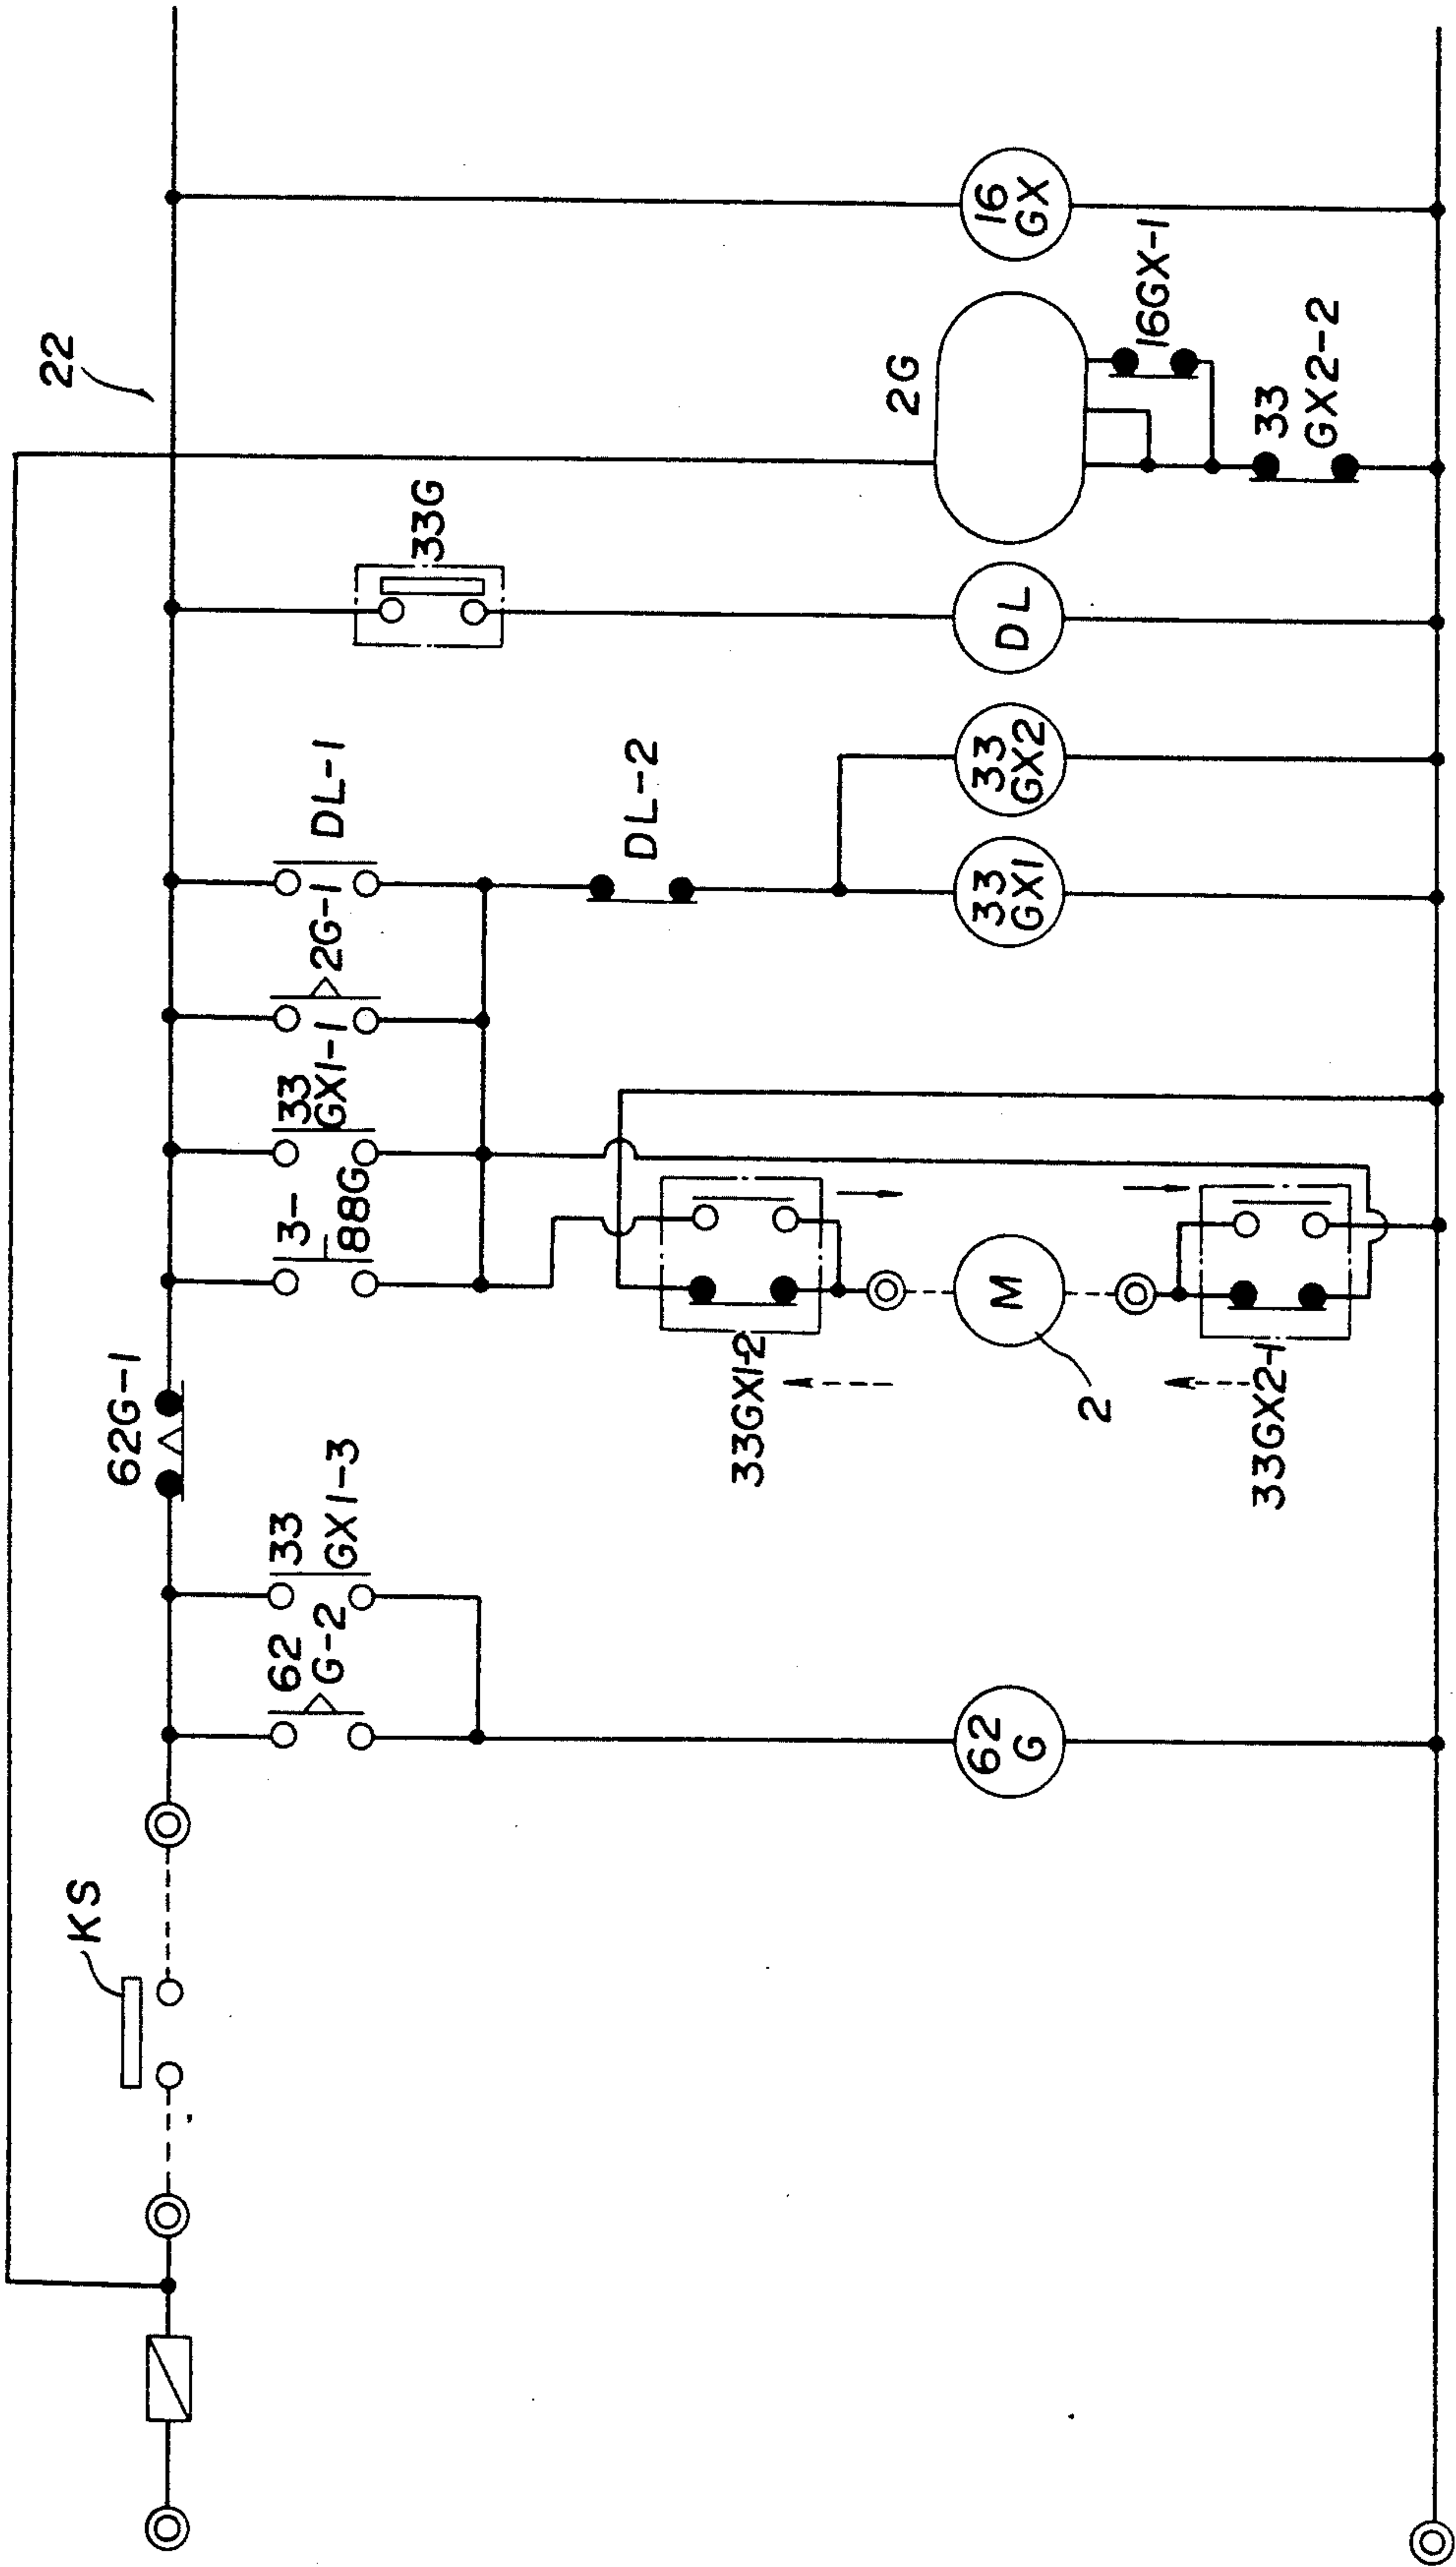 22
16
GX
16GX-1
2G
33
GX2-2
33G
DL
DL-1
DL-2
33
GX2
2G-1
33
GX1
33
GX1-1
3-
88G
33GX1-2
M
2
33GX2-1
62G-1
33
GX1-3
62
G-2
62
G
KS